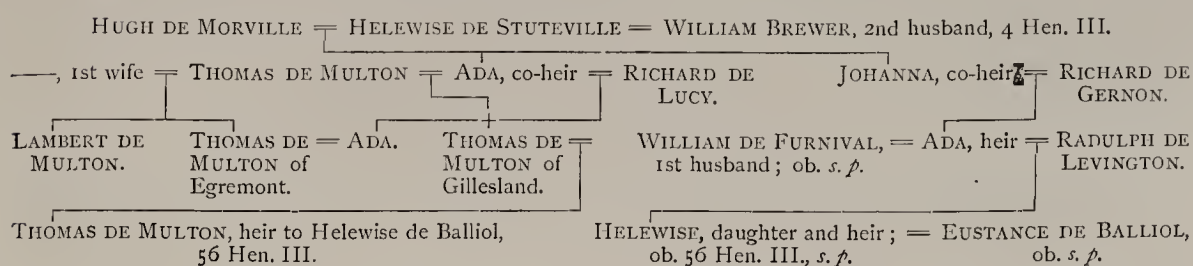 HUGH DE MORVILLE = HELEWISE DE STUTEVILLE = WILLIAM BREWER, 2nd husband, 4 Hen. III.
——, 1st wife = THOMAS DE MULTON = ADA, co-heir = RICHARD DE LUCY. JOHANNA, co-heir = RICHARD DE GERNON.
LAMBERT DE MULTON. THOMAS DE MULTON of Egremont. = ADA. THOMAS DE MULTON of Gillesland. = WILLIAM DE FURNIVAL, 1st husband; ob. s. p. = ADA, heir = RADULPH DE LEVINGTON.
THOMAS DE MULTON, heir to Helewise de Balliol, 56 Hen. III. HELEWISE, daughter and heir; ob. 56 Hen. III., s. p. = EUSTANCE DE BALLIOL, ob. s. p.